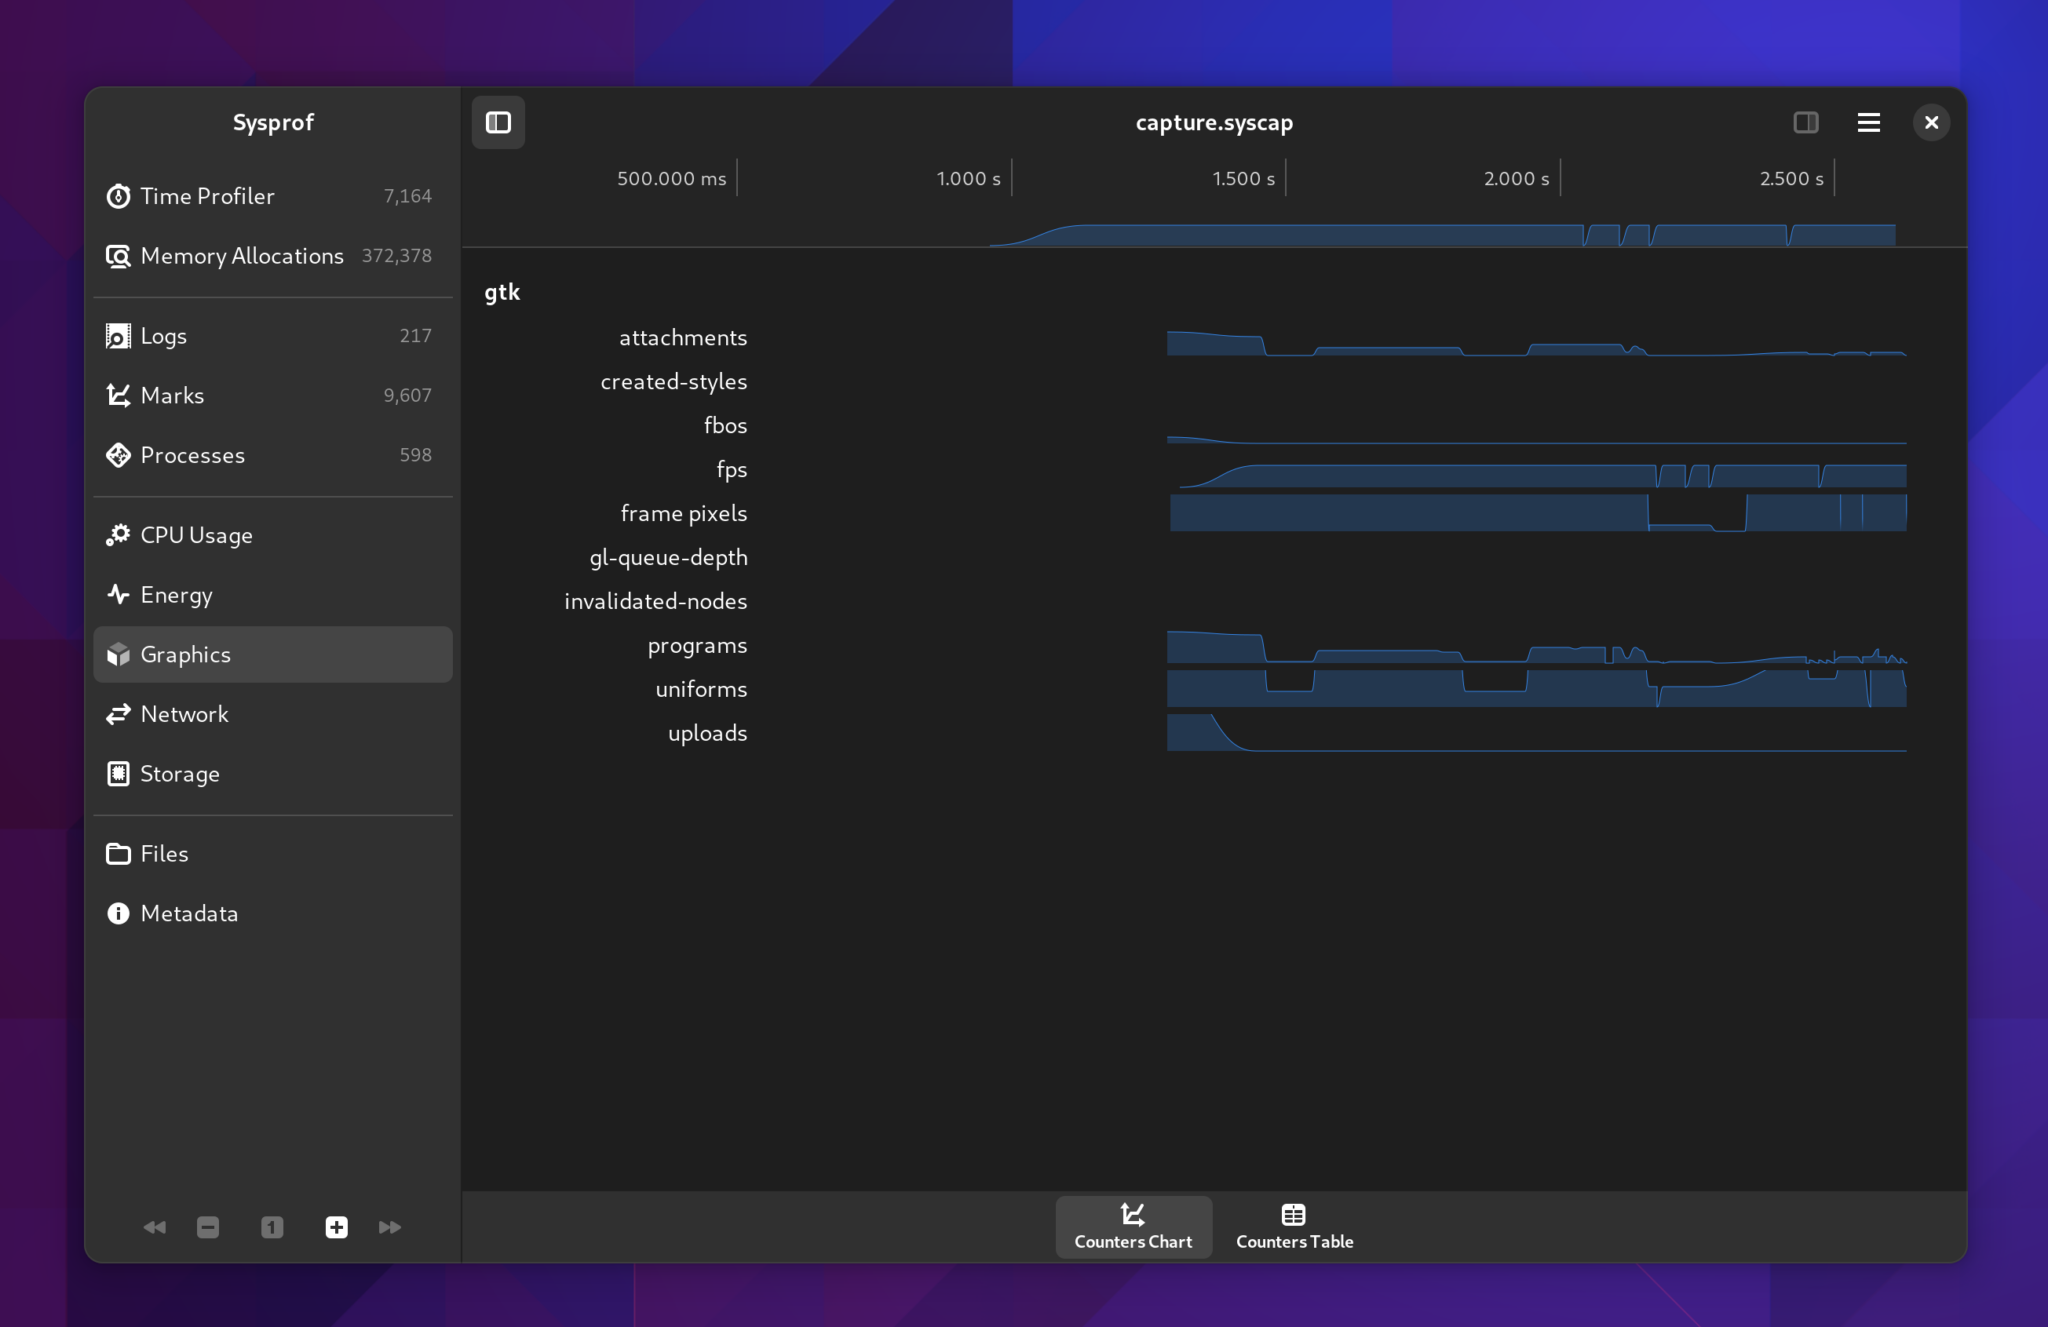 Sysprof
Time Profiler 7,164
Memory Allocations 372,378
Logs 217
Marks 9,607
Processes 598
CPU Usage
Energy
Graphics
Network
Storage
Files
Metadata
1
capture.syscap
500.000 ms 1.000 s 1.500 s 2.000 s 2.500 s
gtk
attachments
created-styles
fbos
fps
frame pixels
gl-queue-depth
invalidated-nodes
programs
uniforms
uploads
Counters Chart Counters Table